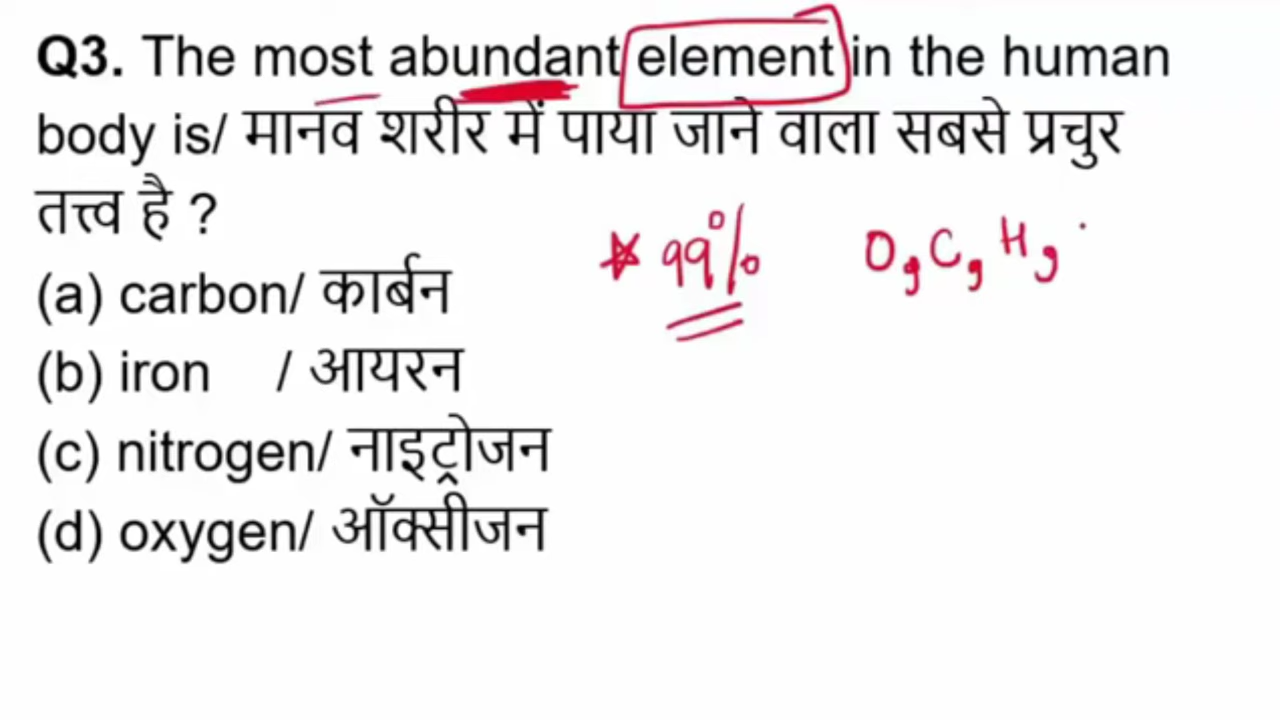 Q3. The most abundant element in the human
body is/ मानव शरीर में पाया जाने वाला सबसे प्रचुर
तत्त्व है ?
99% O, C, H,
(a) carbon/ कार्बन
(b) iron / आयरन
(c) nitrogen/ नाइट्रोजन
(d) oxygen/ ऑक्सीजन